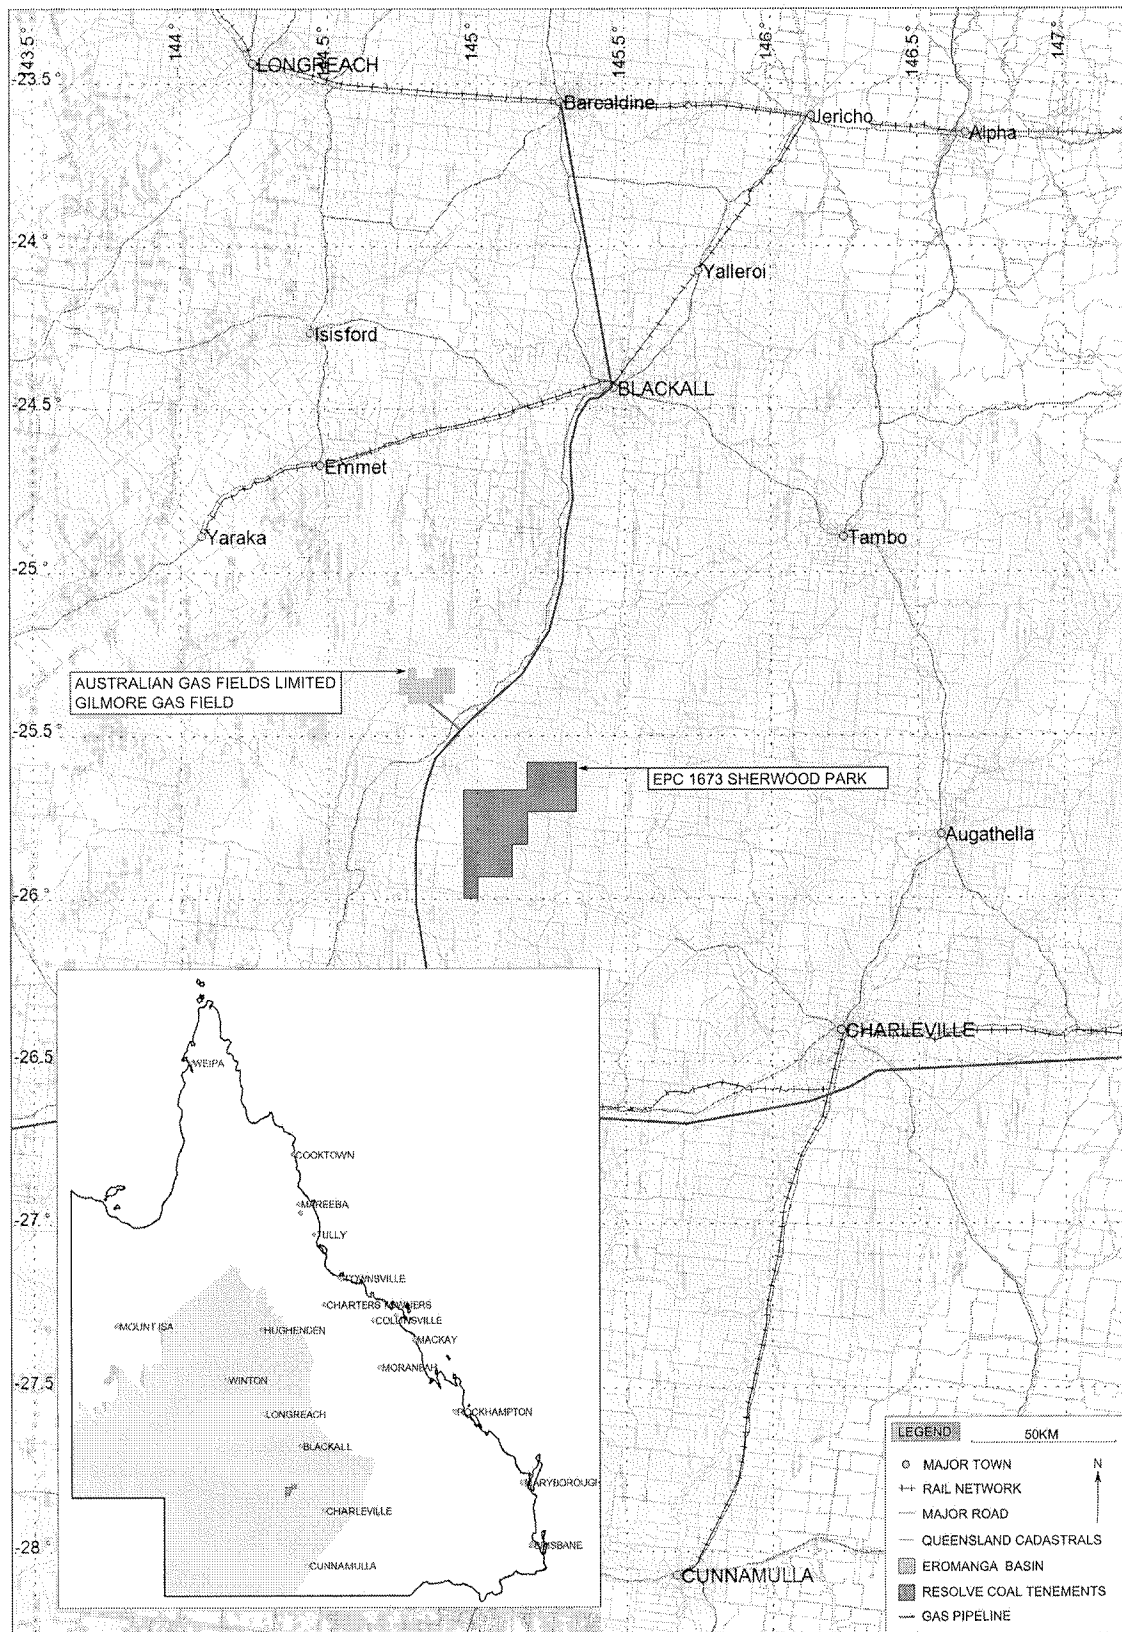 143.5°
144°
144.5°
145°
145.5°
146°
146.5°
147°
LONGREACH
-23.5°
Barcaldine
Jericho
Alpha
-24°
Yalleroi
Isisford
BLACKALL
-24.5°
Emmet
Yaraka
Tambo
-25°
AUSTRALIAN GAS FIELDS LIMITED
GILMORE GAS FIELD
-25.5°
EPC 1673 SHERWOOD PARK
Augathella
-26°
CHARLEVILLE
-26.5°
WEIPA
COOKTOWN
MAREEBA
-27°
TULLY
TOWNSVILLE
CHARTERS TOWERS
COLLINSVILLE
MOUNT ISA
HUGHENDEN
MACKAY
MORANBAH
-27.5°
WINTON
LONGREACH
ROCKHAMPTON
BLACKALL
MARYBOROUGH
CHARLEVILLE
-28°
BRISBANE
CUNNAMULLA
CUNNAMULLA
LEGEND
50KM
MAJOR TOWN
N
RAIL NETWORK
MAJOR ROAD
QUEENSLAND CADASTRALS
EROMANGA BASIN
RESOLVE COAL TENEMENTS
GAS PIPELINE